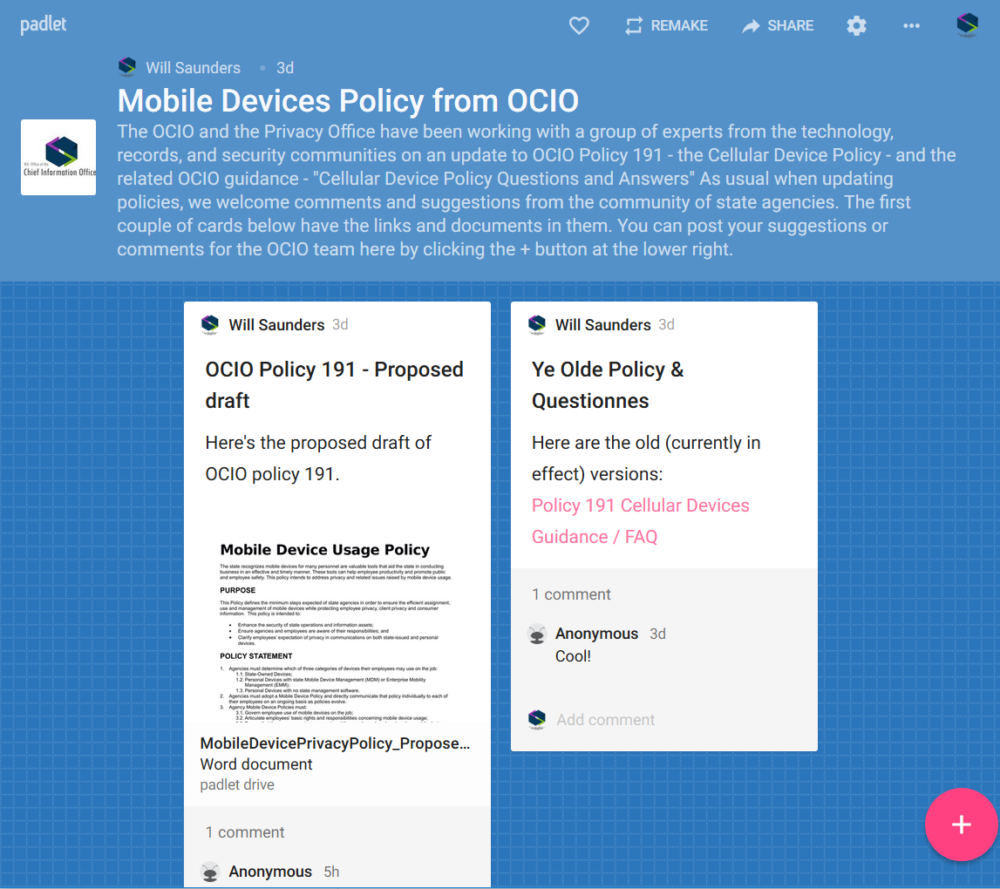 padlet
REMAKE
SHARE
Will Saunders • 3d
Mobile Devices Policy from OCIO
The OCIO and the Privacy Office have been working with a group of experts from the technology,
records, and security communities on an update to OCIO Policy 191 - the Cellular Device Policy - and the
related OCIO guidance - "Cellular Device Policy Questions and Answers" As usual when updating
policies, we welcome comments and suggestions from the community of state agencies. The first
couple of cards below have the links and documents in them. You can post your suggestions or
comments for the OCIO team here by clicking the + button at the lower right.
Office of the
Chief Information Office
Will Saunders 3d
OCIO Policy 191 - Proposed
draft
Here's the proposed draft of
OCIO policy 191.
Mobile Device Usage Policy
The state recognizes mobile devices for many personnel are valuable tools that aid the state in conducting
business in an effective and timely manner. These tools can help employee productivity and promote public
and employee safety. This policy intends to address privacy and related issues raised by mobile device usage.
PURPOSE
This Policy defines the minimum steps expected of state agencies in order to ensure the efficient assignment,
use and management of mobile devices while protecting employee privacy, client privacy and consumer
information. This policy is intended to:
• Enhance the security of state operations and information assets;
• Ensure agencies and employees are aware of their responsibilities; and
• Clarify employees' expectation of privacy in communications on both state-issued and personal
devices.
POLICY STATEMENT
1. Agencies must determine which of three categories of devices their employees may use on the job:
1.1. State-Owned Devices;
1.2. Personal Devices with state Mobile Device Management (MDM) or Enterprise Mobility
Management (EMM);
1.3. Personal Devices with no state management software.
2. Agencies must adopt a Mobile Device Policy and directly communicate that policy individually to each of
their employees on an ongoing basis as policies evolve.
3. Agency Mobile Device Policies must:
3.1. Govern employee use of mobile devices on the job;
3.2. Articulate employees' basic rights and responsibilities concerning mobile device usage;
MobileDevicePrivacyPolicy_Propose...
Word document
padlet drive
1 comment
Anonymous 5h
Will Saunders 3d
Ye Olde Policy &
Questionnes
Here are the old (currently in
effect) versions:
Policy 191 Cellular Devices
Guidance / FAQ
1 comment
Anonymous 3d
Cool!
Add comment
+